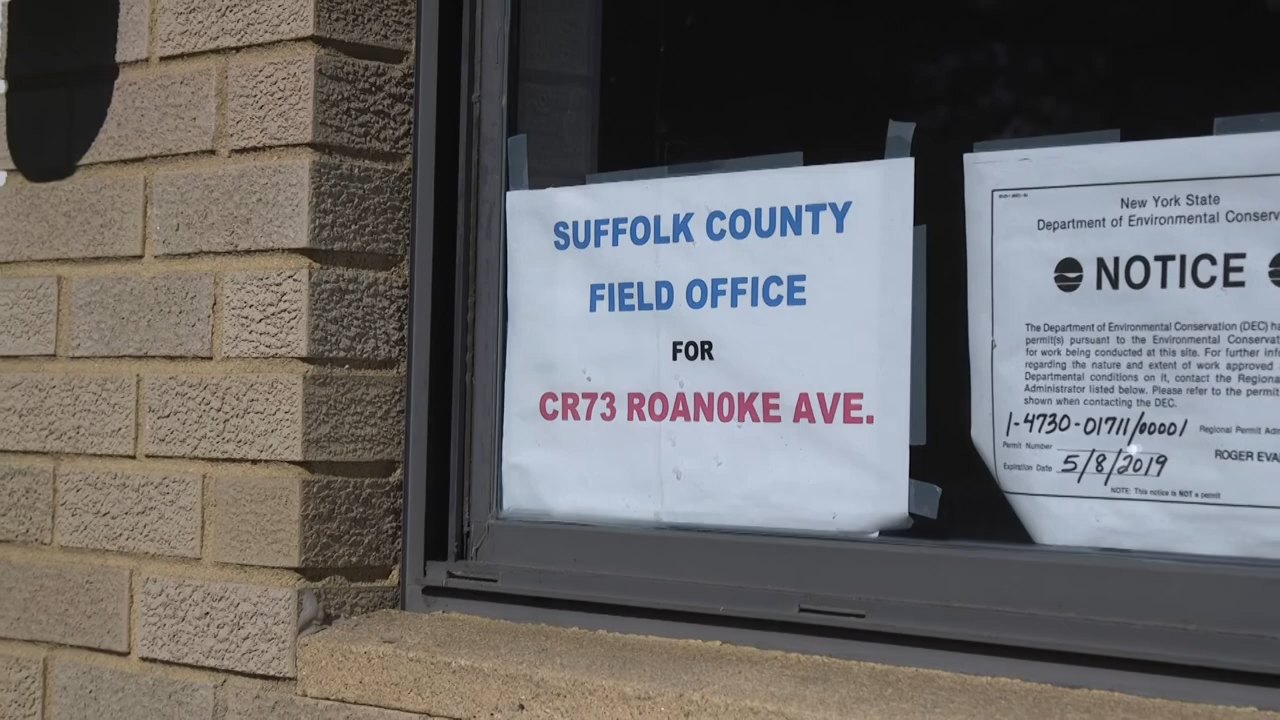 SUFFOLK COUNTY
FIELD OFFICE
FOR
CR73 ROAN0KE AVE.
New York State
Department of Environmental Conserv
NOTICE
The Department of Environmental Conservation (DEC) ha
permit(s) pursuant to the Environmental Conservat
for work being conducted at this site. For further inf
regarding the nature and extent of work approved
Departmental conditions on it, contact the Regiona
Administrator listed below. Please refer to the permit
shown when contacting the DEC.
1-4730-01711/00001 Regional Permit Adm
Permit Number
ROGER EVA
Expiration Date 5/8/2019
NOTE: This notice is NOT a permit